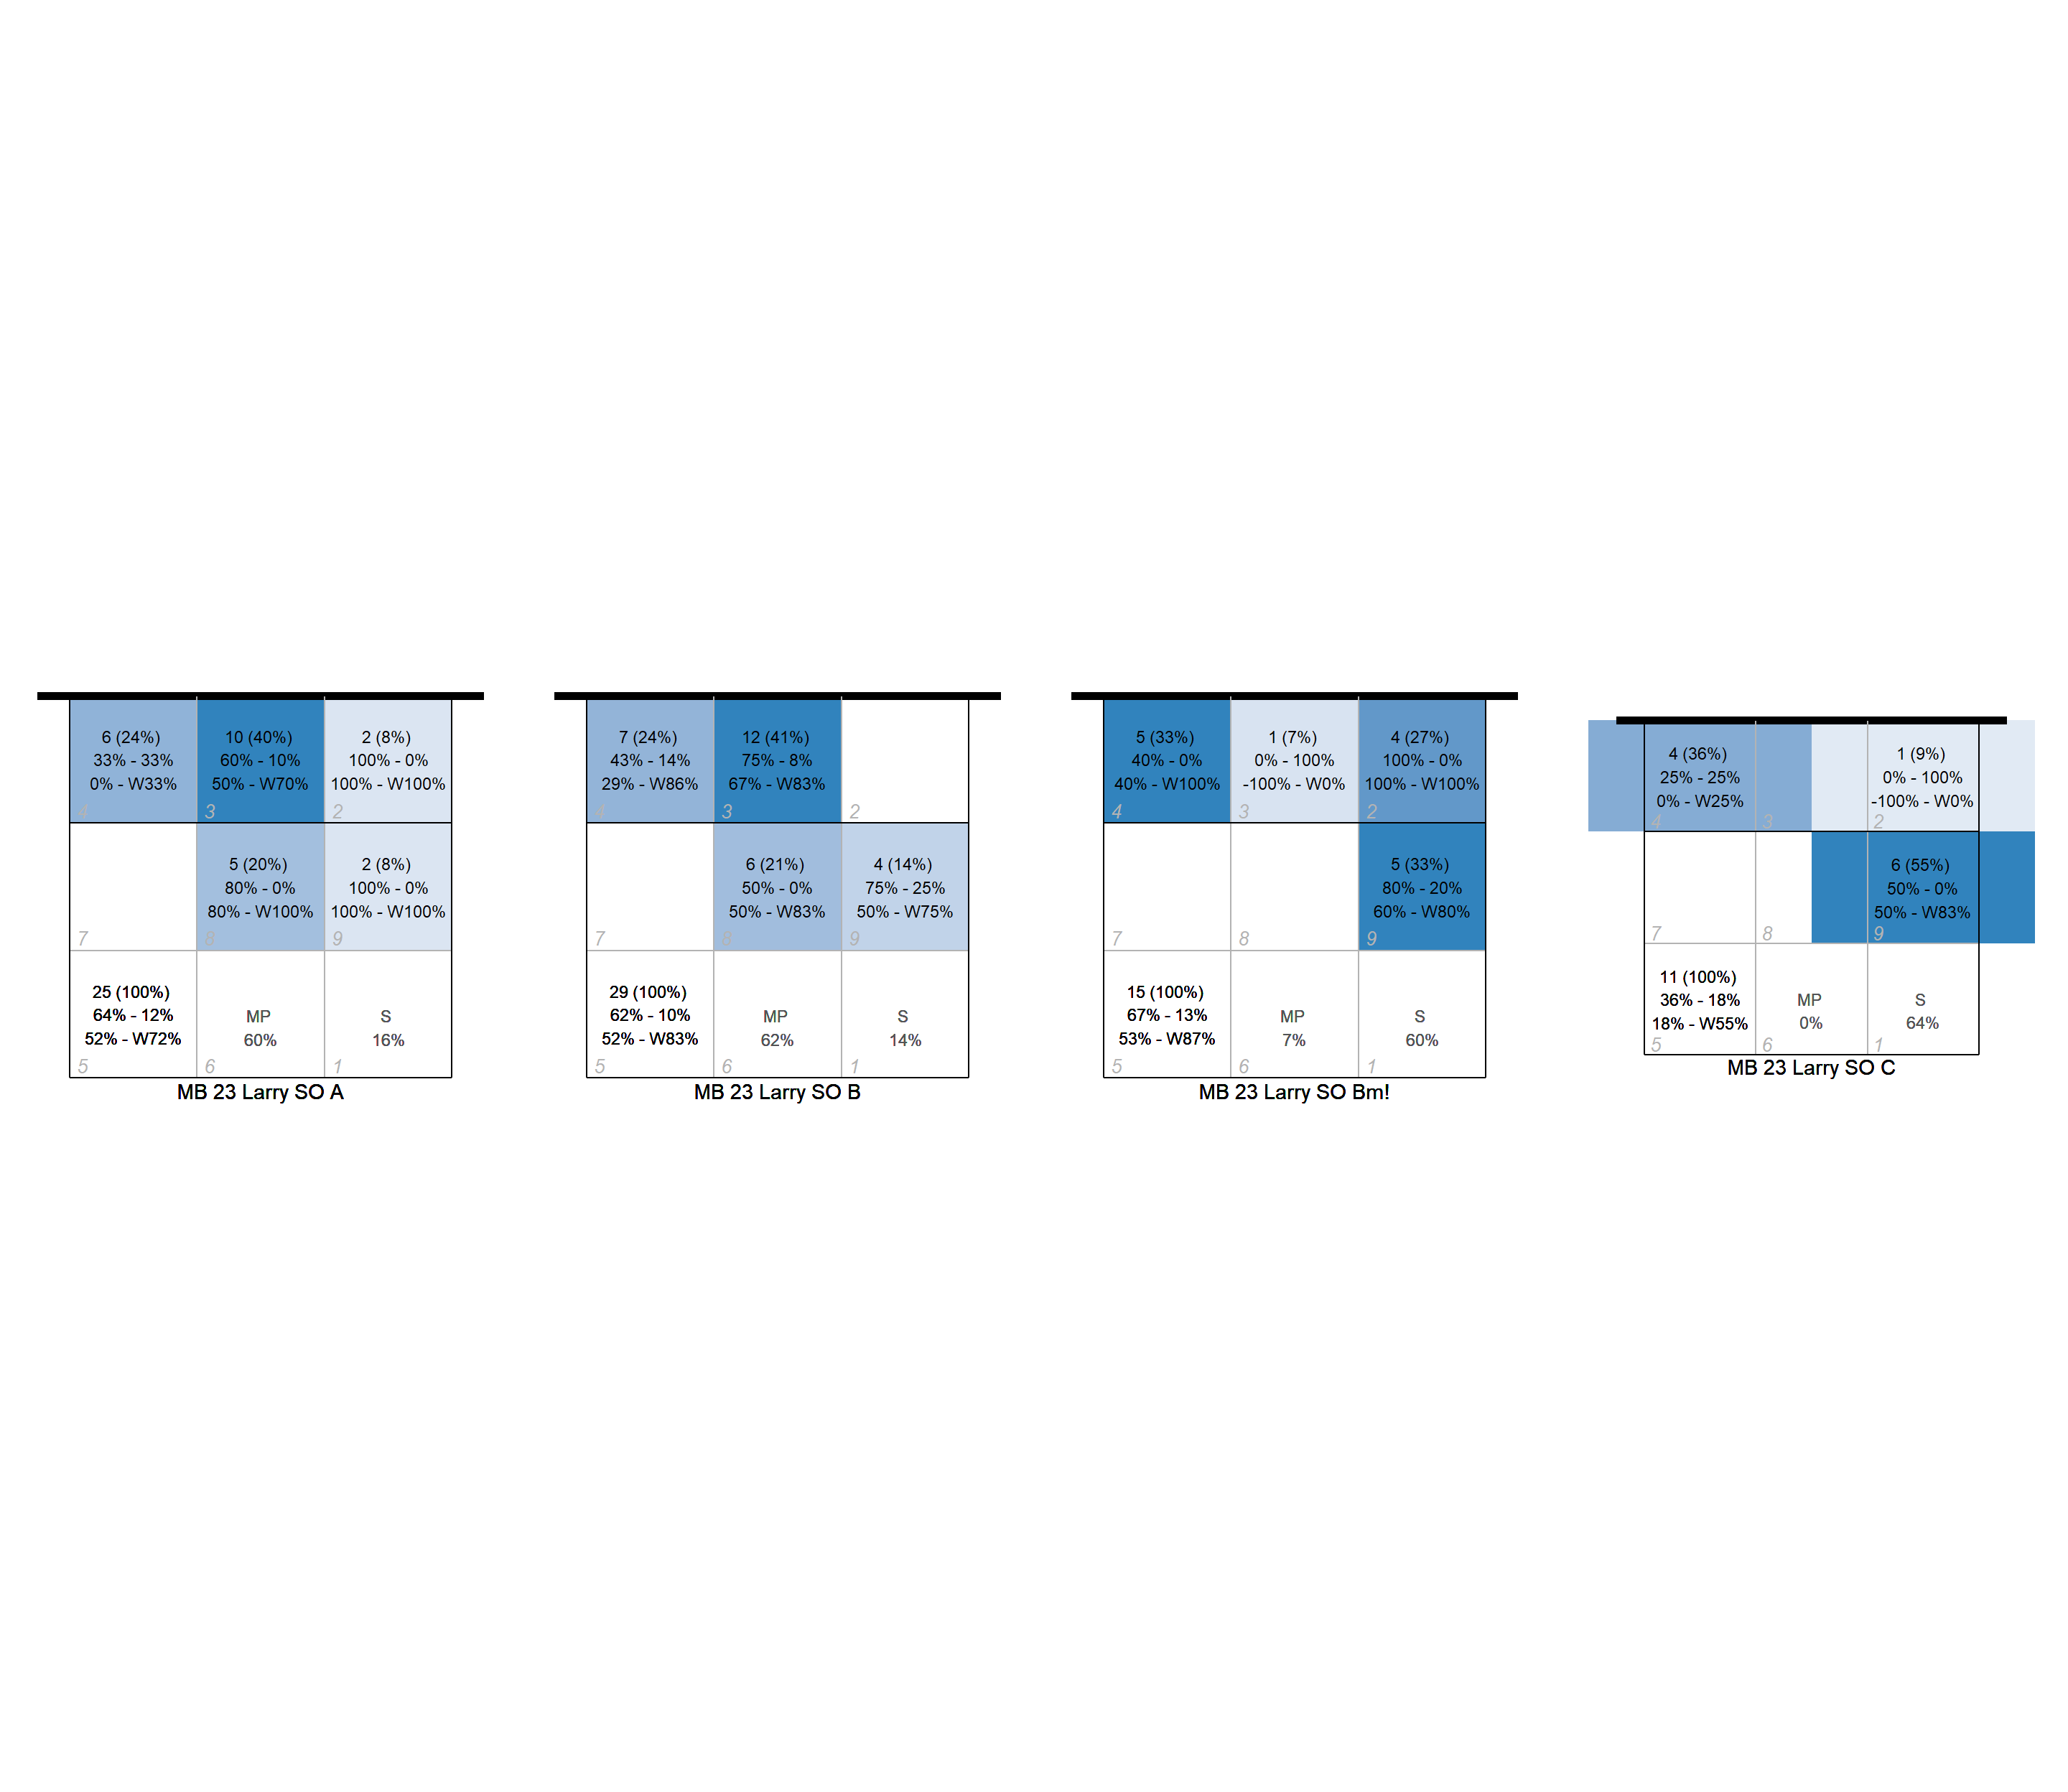 6 (24%)
33% - 33%
0% - W33%
4
10 (40%)
60% - 10%
50% - W70%
3
2 (8%)
100% - 0%
100% - W100%
2
7
5 (20%)
80% - 0%
80% - W100%
8
2 (8%)
100% - 0%
100% - W100%
9
25 (100%)
64% - 12%
52% - W72%
5
MP
60%
6
S
16%
1
MB 23 Larry SO A
7 (24%)
43% - 14%
29% - W86%
4
12 (41%)
75% - 8%
67% - W83%
3
2
7
6 (21%)
50% - 0%
50% - W83%
8
4 (14%)
75% - 25%
50% - W75%
9
29 (100%)
62% - 10%
52% - W83%
5
MP
62%
6
S
14%
1
MB 23 Larry SO B
5 (33%)
40% - 0%
40% - W100%
4
1 (7%)
0% - 100%
-100% - W0%
3
4 (27%)
100% - 0%
100% - W100%
2
7
8
5 (33%)
80% - 20%
60% - W80%
9
15 (100%)
67% - 13%
53% - W87%
5
MP
7%
6
S
60%
1
MB 23 Larry SO Bm!
4 (36%)
25% - 25%
0% - W25%
4
3
1 (9%)
0% - 100%
-100% - W0%
2
7
8
6 (55%)
50% - 0%
50% - W83%
9
11 (100%)
36% - 18%
18% - W55%
5
MP
0%
6
S
64%
1
MB 23 Larry SO C